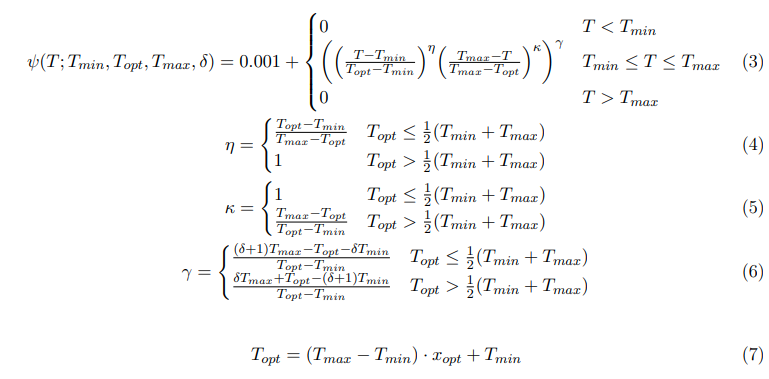 ψ(T; T_min, T_opt, T_max, δ) = 0.001 + { 0 T < T_min
((T−T_min / T_opt−T_min)^η (T_max−T / T_max−T_opt)^κ)^γ T_min ≤ T ≤ T_max (3)
0 T > T_max
η = { T_opt−T_min / T_max−T_opt T_opt ≤ 1/2(T_min + T_max)
1 T_opt > 1/2(T_min + T_max) (4)
κ = { 1 T_opt ≤ 1/2(T_min + T_max)
T_max−T_opt / T_opt−T_min T_opt > 1/2(T_min + T_max) (5)
γ = { (δ+1)T_max−T_opt−δT_min / T_opt−T_min T_opt ≤ 1/2(T_min + T_max)
δT_max+T_opt−(δ+1)T_min / T_opt−T_min T_opt > 1/2(T_min + T_max) (6)
T_opt = (T_max − T_min) · x_opt + T_min (7)